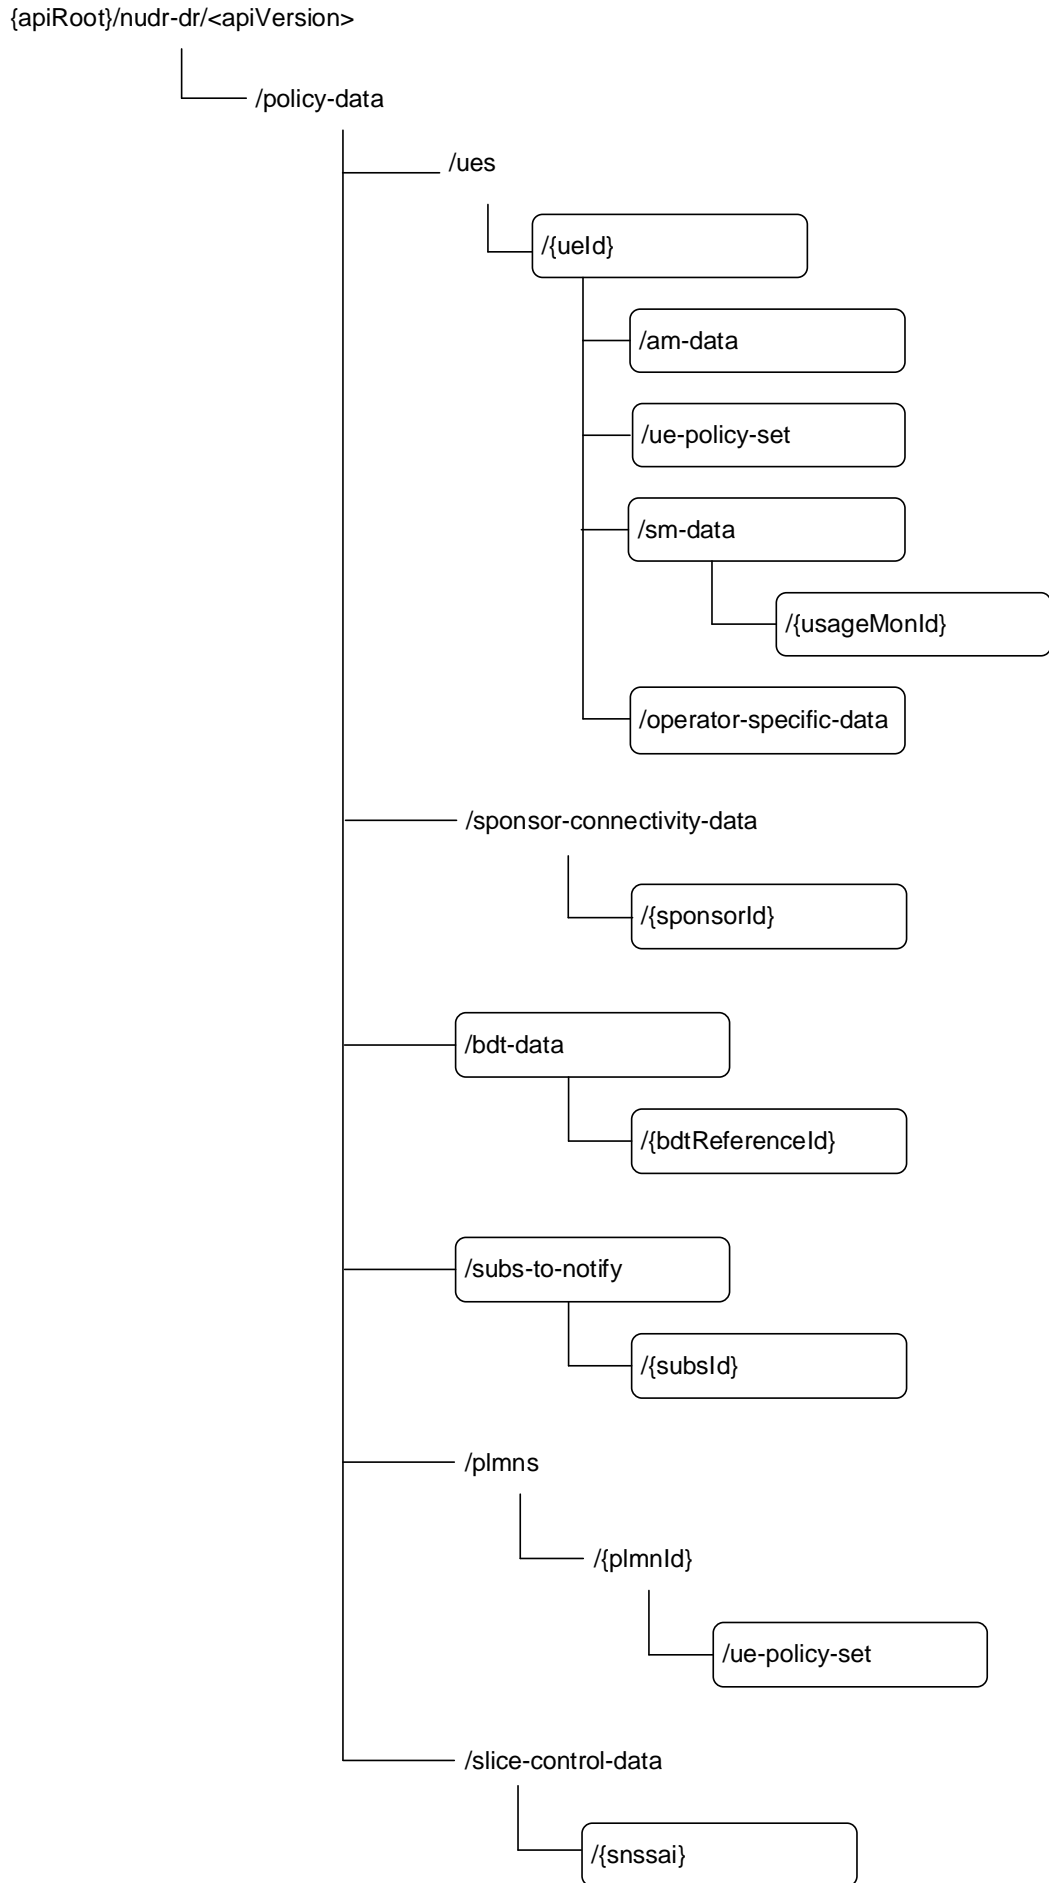 {apiRoot}/nudr-dr/<apiVersion>
/policy-data
/ues
/{ueId}
/am-data
/ue-policy-set
/sm-data
/{usageMonId}
/operator-specific-data
/sponsor-connectivity-data
/{sponsorId}
/bdt-data
/{bdtReferenceId}
/subs-to-notify
/{subsId}
/plmns
/{plmnId}
/ue-policy-set
/slice-control-data
/{snssai}